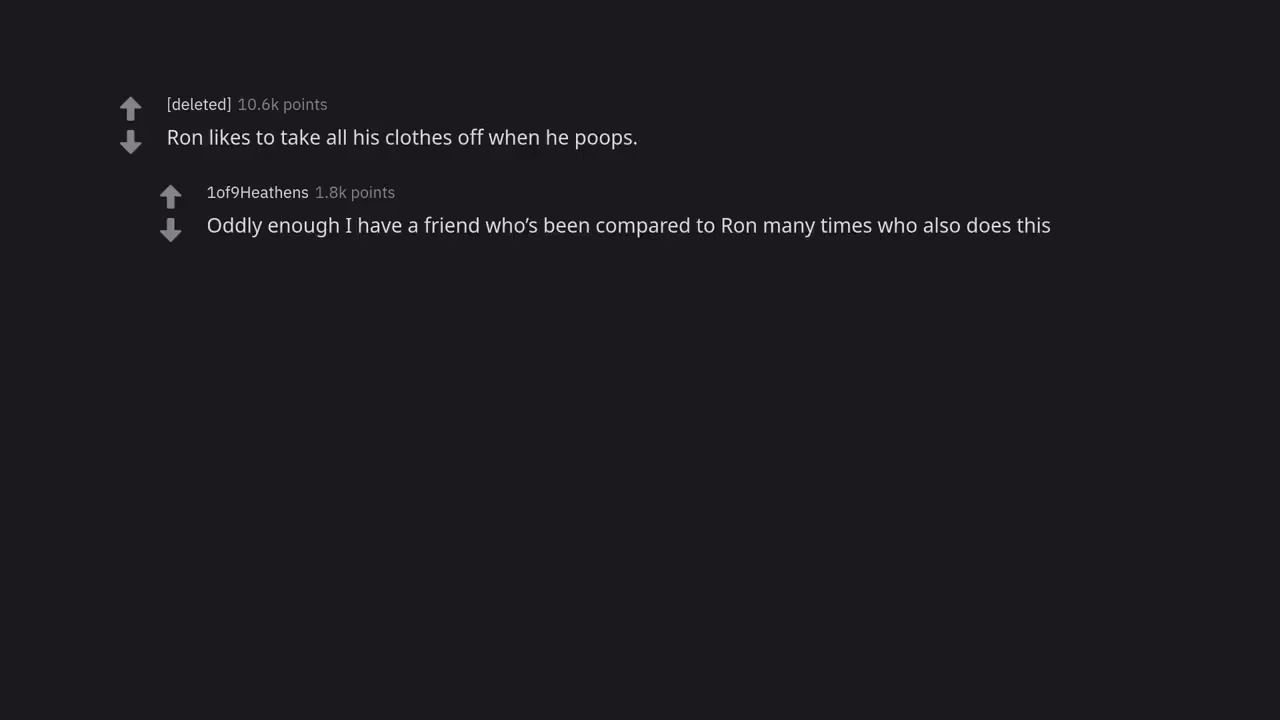 [deleted] 10.6k points
Ron likes to take all his clothes off when he poops.
1of9Heathens 1.8k points
Oddly enough I have a friend who’s been compared to Ron many times who also does this